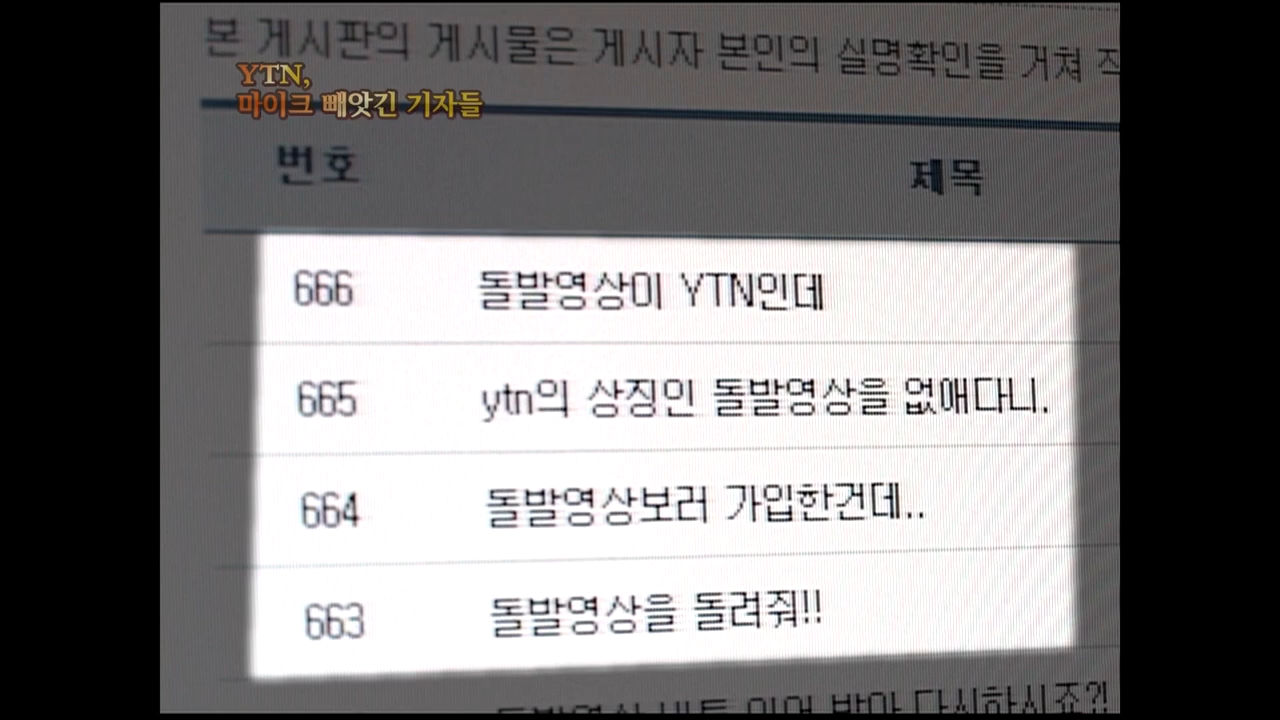 본 게시판의 게시물은 게시자 본인의 실명확인을 거쳐
YTN,
마이크 빼앗긴 기자들
번호 제목
666 돌발영상이 YTN인데
665 ytn의 상징인 돌발영상을 없애다니.
664 돌발영상보러 가입한건데..
663 돌발영상을 돌려줘!!